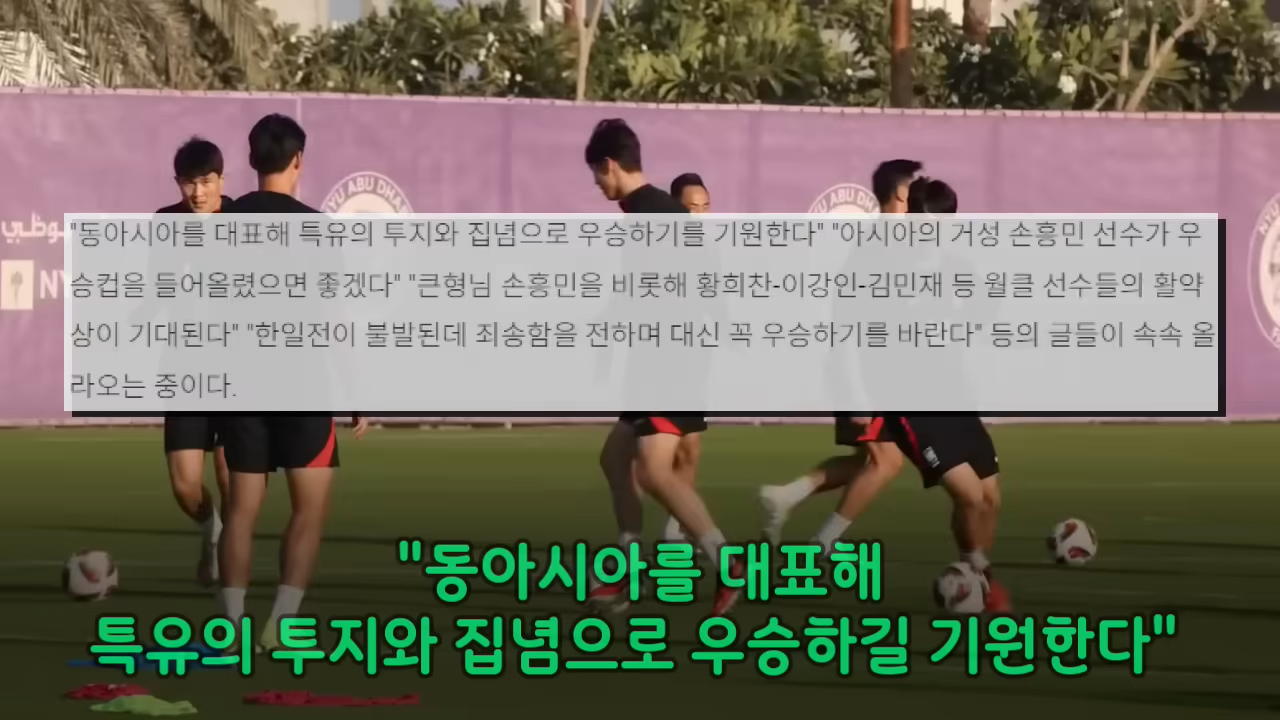 NYU ABU DHA
NYU ABU DHA
NY
"동아시아를 대표해 특유의 투지와 집념으로 우승하기를 기원한다" "아시아의 거성 손흥민 선수가 우
승컵을 들어올렸으면 좋겠다" "큰형님 손흥민을 비롯해 황희찬-이강인-김민재 등 월클 선수들의 활약
상이 기대된다" "한일전이 불발된데 죄송함을 전하며 대신 꼭 우승하기를 바란다" 등의 글들이 속속 올
라오는 중이다.
"동아시아를 대표해
특유의 투지와 집념으로 우승하길 기원한다"